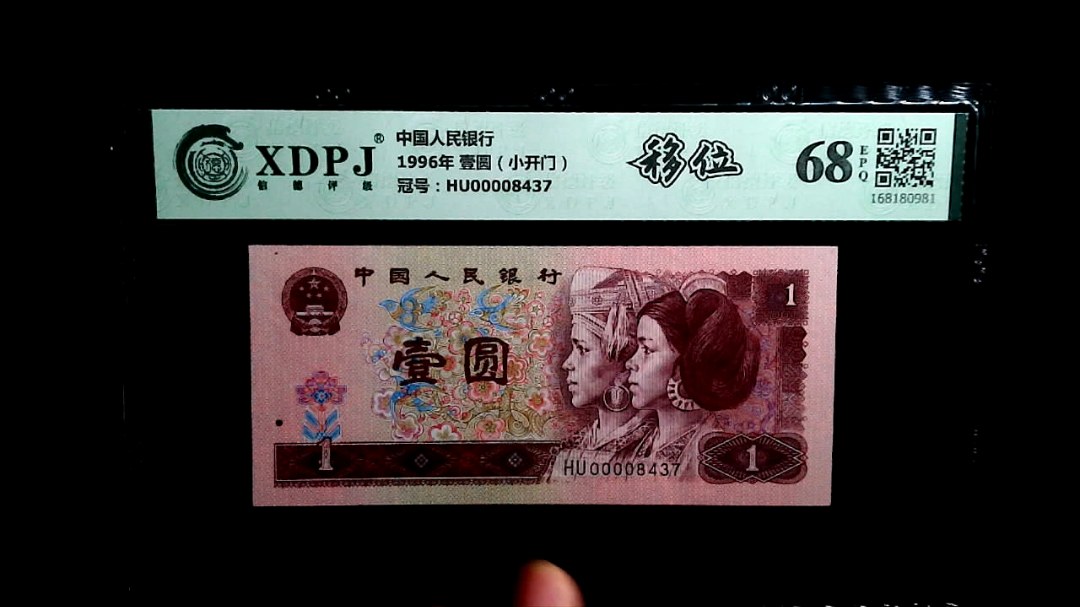 XDPJ®
信德评级
中国人民银行
1996年 壹圆（小开门）
冠号：HU00008437
移位
68
EPQ
168180981
中国人民银行
1
壹圆
1
1
HU00008437